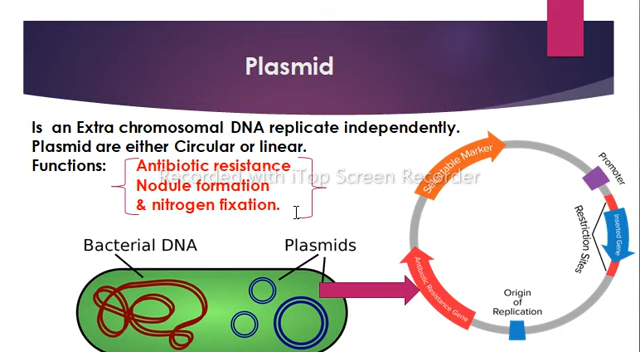 Plasmid
Is an Extra chromosomal DNA replicate independently.
Plasmid are either Circular or linear.
Functions: Antibiotic resistance
Recorded with iTop Screen Recorder
Nodule formation
& nitrogen fixation.
Bacterial DNA
Plasmids
Selectable Marker
Promoter
Inserted Gene
Restriction Sites
Antibiotic Resistance Gene
Origin
of
Replication